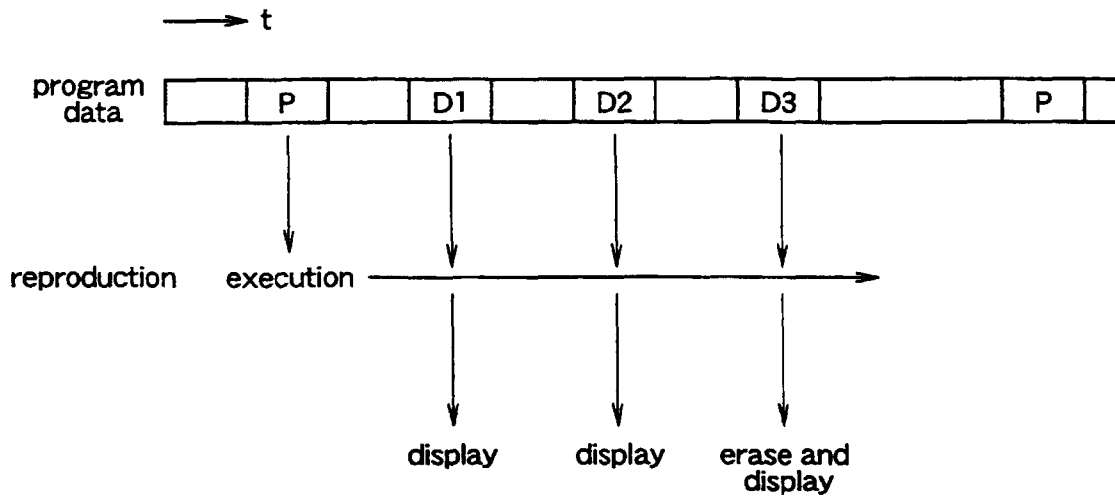 t
program
data
P
D1
D2
D3
P
reproduction
execution
display
display
erase and
display